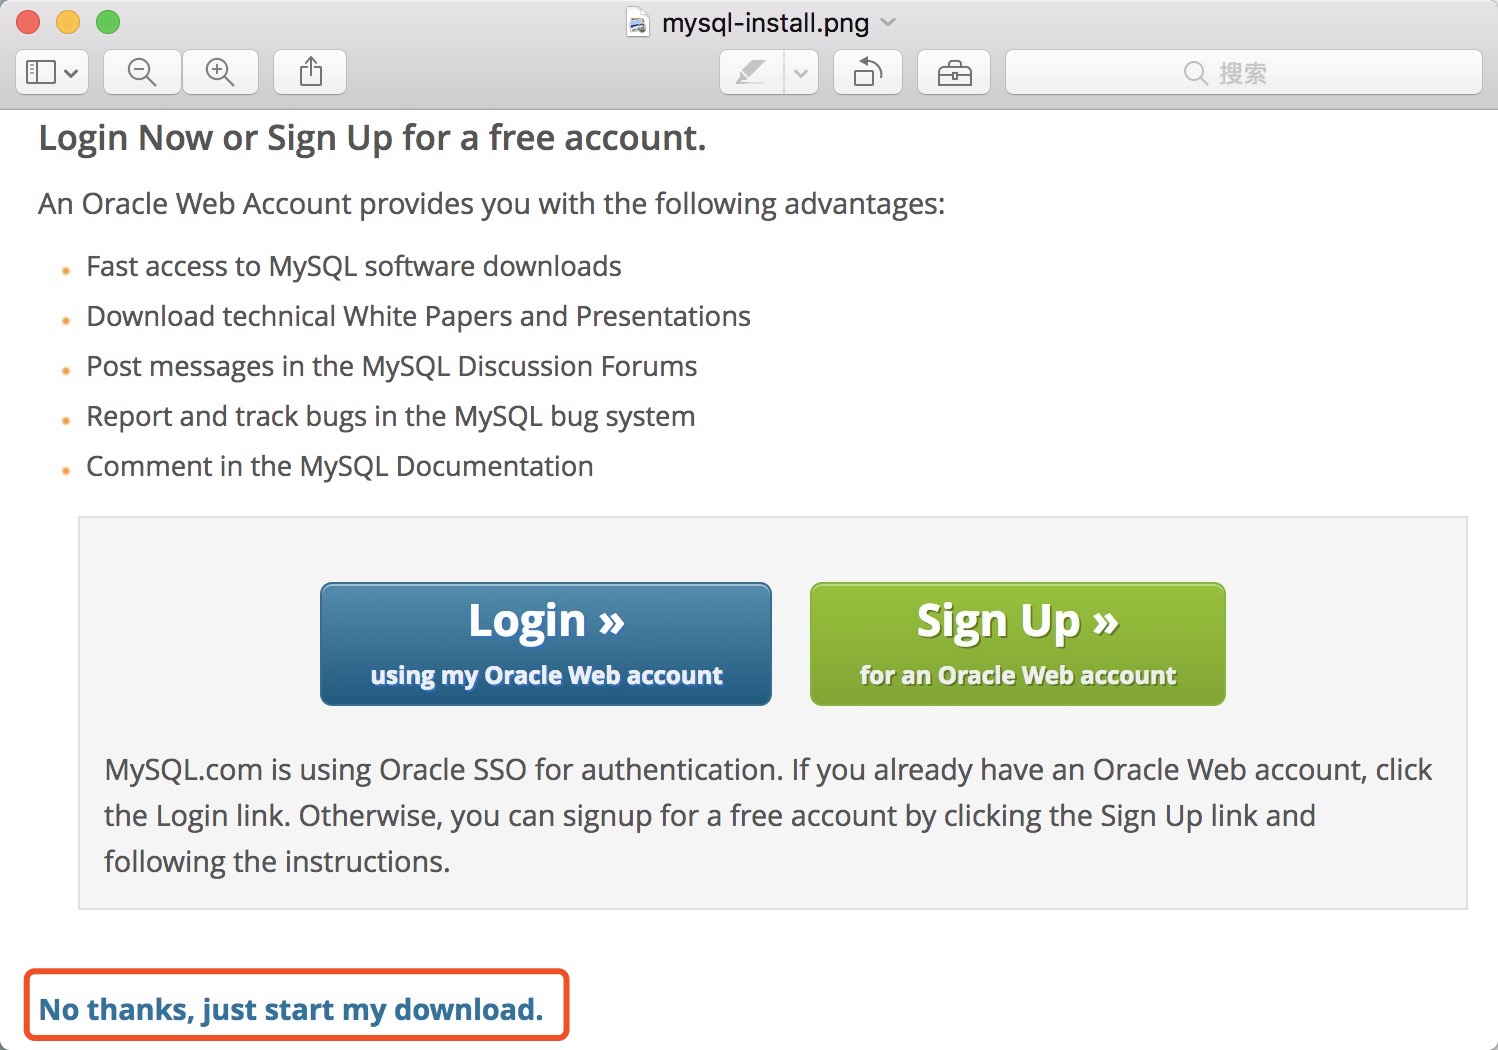 mysql-install.png
搜索
Login Now or Sign Up for a free account.
An Oracle Web Account provides you with the following advantages:
Fast access to MySQL software downloads
Download technical White Papers and Presentations
Post messages in the MySQL Discussion Forums
Report and track bugs in the MySQL bug system
Comment in the MySQL Documentation
Login »
using my Oracle Web account
Sign Up »
for an Oracle Web account
MySQL.com is using Oracle SSO for authentication. If you already have an Oracle Web account, click
the Login link. Otherwise, you can signup for a free account by clicking the Sign Up link and
following the instructions.
No thanks, just start my download.